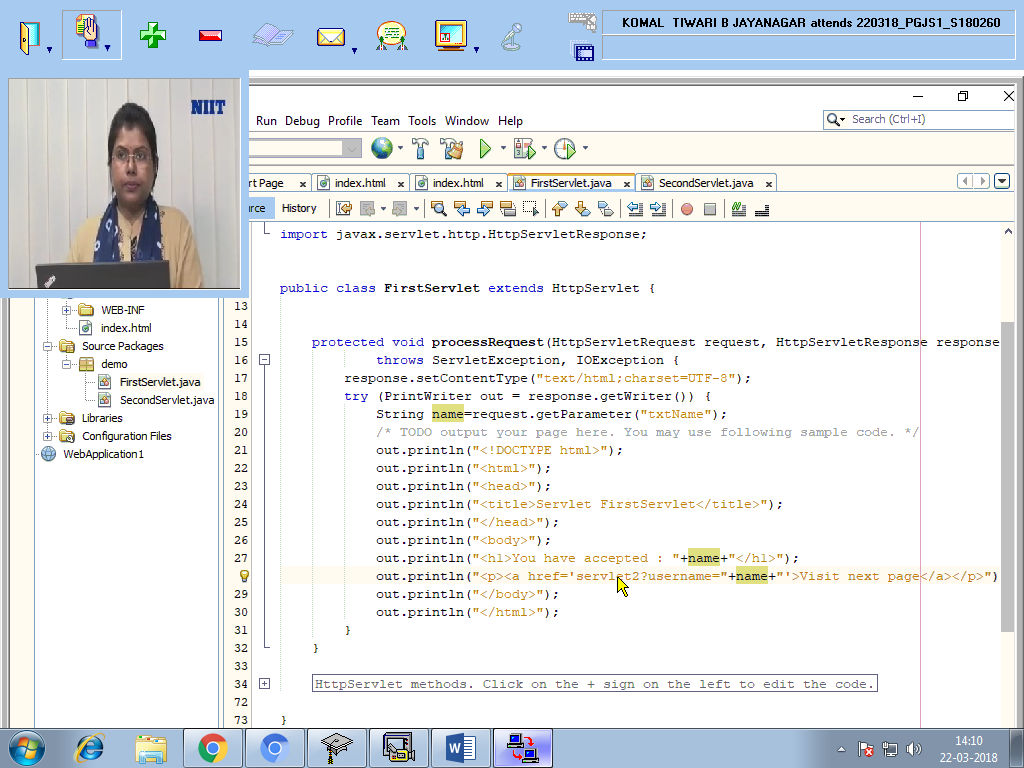 KOMAL TIWARI B JAYANAGAR attends 220318_PGJS1_S180260
NIIT
Run Debug Profile Team Tools Window Help
Search (Ctrl+I)
rt Page
index.html
index.html
FirstServlet.java
SecondServlet.java
rce
History
WEB-INF
index.html
Source Packages
demo
FirstServlet.java
SecondServlet.java
Libraries
Configuration Files
WebApplication1
import javax.servlet.http.HttpServletResponse;
public class FirstServlet extends HttpServlet {
13
14
15 protected void processRequest(HttpServletRequest request, HttpServletResponse response
16 throws ServletException, IOException {
17 response.setContentType("text/html;charset=UTF-8");
18 try (PrintWriter out = response.getWriter()) {
19 String name=request.getParameter("txtName");
20 /* TODO output your page here. You may use following sample code. */
21 out.println("<!DOCTYPE html>");
22 out.println("<html>");
23 out.println("<head>");
24 out.println("<title>Servlet FirstServlet</title>");
25 out.println("</head>");
26 out.println("<body>");
27 out.println("<h1>You have accepted : "+name+"</h1>");
out.println("<p><a href='servlet2?username="+name+"'>Visit next page</a></p>")
29 out.println("</body>");
30 out.println("</html>");
31 }
32 }
33
34 HttpServlet methods. Click on the + sign on the left to edit the code.
72
73 }
14:10
22-03-2018